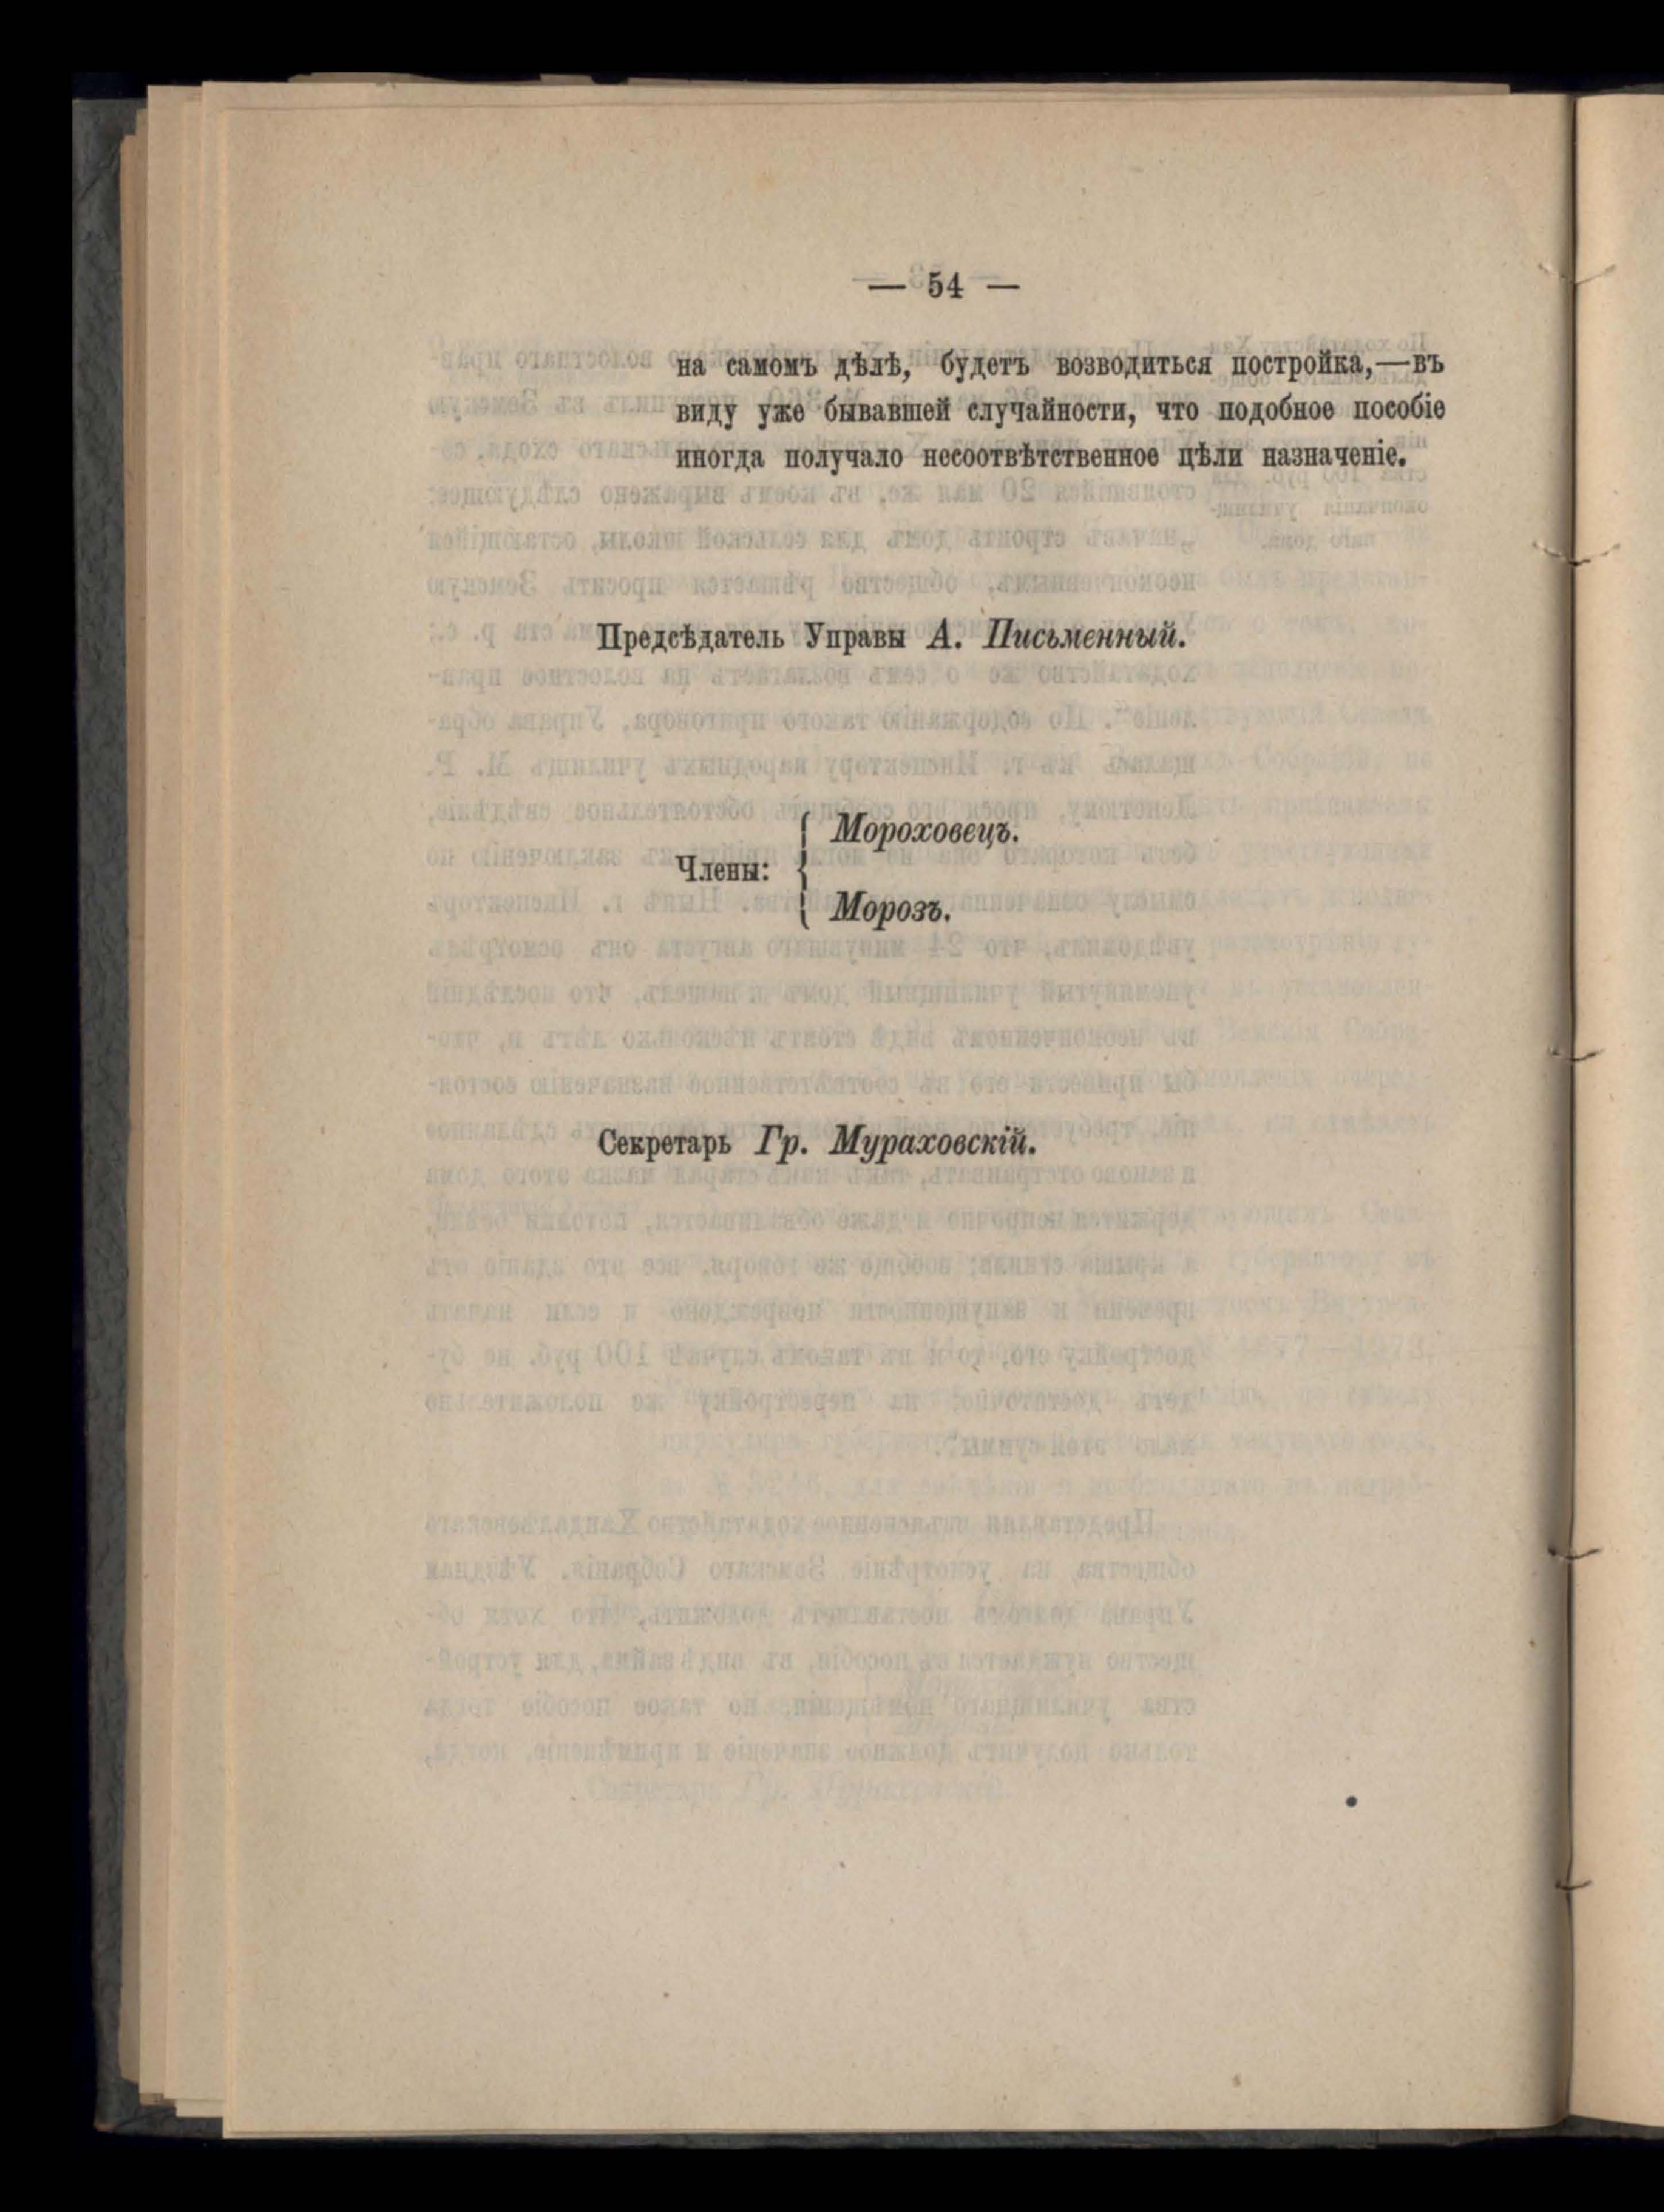 — 54 —
на самомъ дѣлѣ, будетъ возводиться постройка,—въ
виду уже бывавшей случайности, что подобное пособіе
иногда получало несоотвѣтственное цѣли назначеніе.
Предсѣдатель Управы А. Письменный.
Члены: { Мороховецъ.
Морозъ.
Секретарь Гр. Мураховскій.